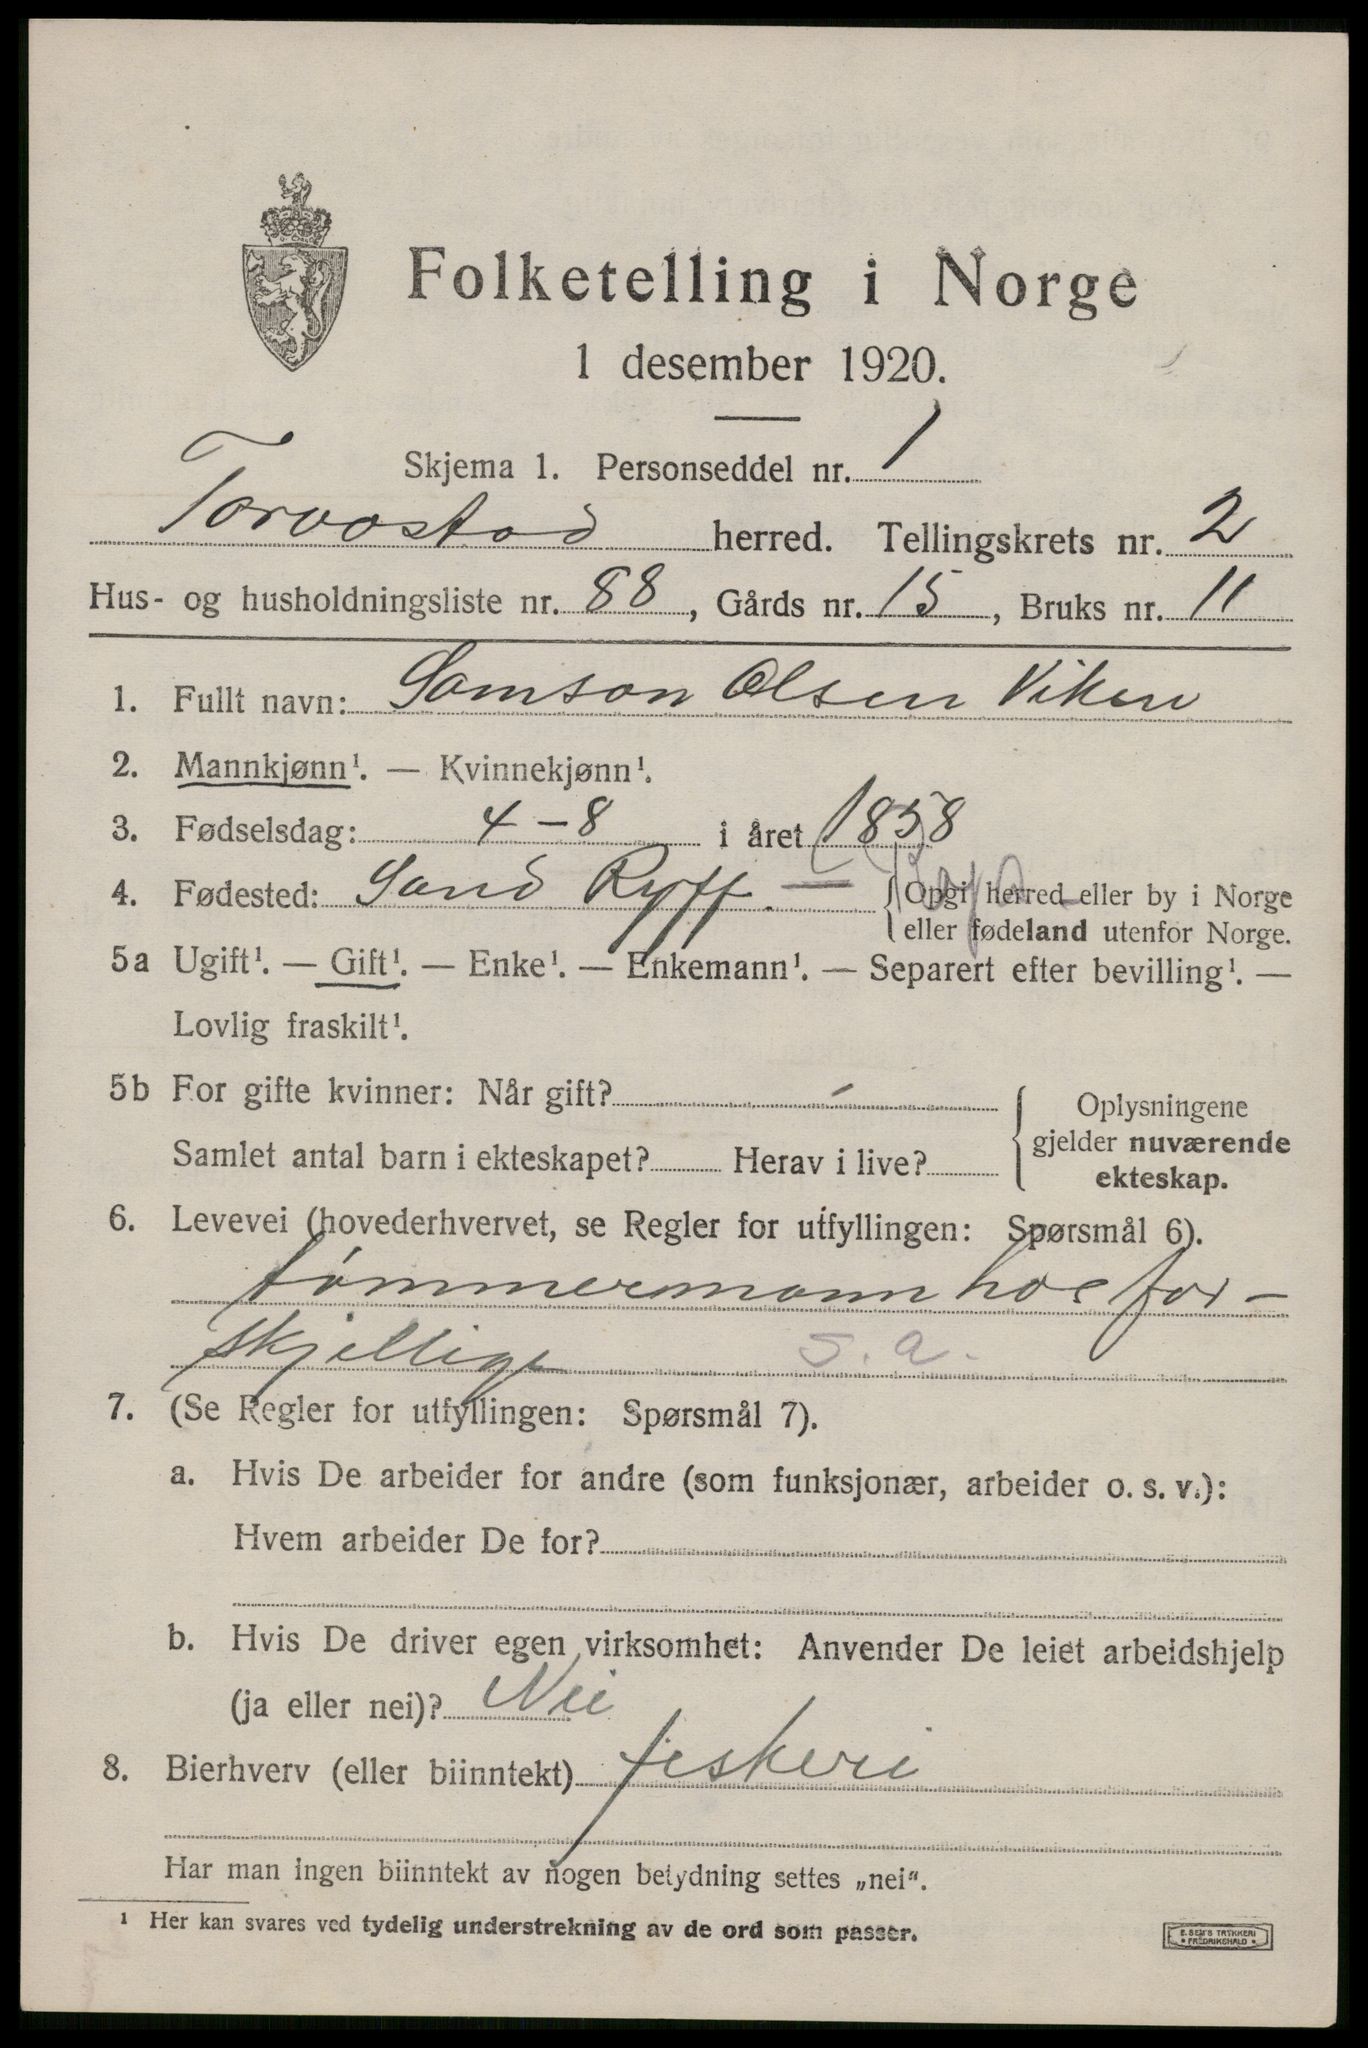 Folketelling i Norge
1 desember 1920.
Skjema 1. Personseddel nr. 1
Torvastad herred. Tellingskrets nr. 2
Hus- og husholdningsliste nr. 88, Gårds nr. 15, Bruks nr. 11
1. Fullt navn: Samson Olsen Viken
2. Mannkjønn¹. — Kvinnekjønn¹.
3. Fødselsdag: 4-8 i året 1858
4. Fødested: Sand Ryff. — {Opgi herred eller by i Norge
eller fødeland utenfor Norge.
5a Ugift¹. — Gift¹. — Enke¹. — Enkemann¹. — Separert efter bevilling¹. —
Lovlig fraskilt¹.
5b For gifte kvinner: Når gift?
Samlet antal barn i ekteskapet? Herav i live?
Oplysningene
gjelder nuværende
ekteskap.
6. Levevei (hovederhvervet, se Regler for utfyllingen: Spørsmål 6).
tømmermann hos for-
skjellige s. a.
7. (Se Regler for utfyllingen: Spørsmål 7).
a. Hvis De arbeider for andre (som funksjonær, arbeider o. s. v.):
Hvem arbeider De for?
b. Hvis De driver egen virksomhet: Anvender De leiet arbeidshjelp
(ja eller nei)? Nei
8. Bierhverv (eller biinntekt) feskeri
Har man ingen biinntekt av nogen betydning settes „nei“.
¹ Her kan svares ved tydelig understrekning av de ord som passer.
E. SEM'S TRYKKERI
FREDRIKSHALD